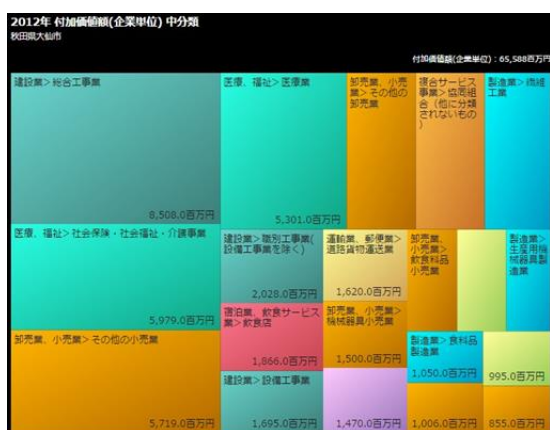 2012年 付加価値額(企業単位) 中分類
秋田県大仙市
付加価値額(企業単位)：65,588百万円
建設業＞総合工事業
8,508.0百万円
医療、福祉＞医療業
5,301.0百万円
卸売業、小売
業＞その他の
卸売業
複合サービス
事業＞協同組
合（他に分類
されないもの
）
製造業＞繊維
工業
医療、福祉＞社会保険・社会福祉・介護事業
5,979.0百万円
建設業＞職別工事業(
設備工事業を除く)
2,028.0百万円
運輸業、郵便業＞
道路貨物運送業
1,620.0百万円
卸売業、
小売業＞
飲食料品
小売業
製造業＞
生産用機
械器具製
造業
宿泊業、飲食サービス
業＞飲食店
1,866.0百万円
卸売業、小売業＞
機械器具小売業
1,500.0百万円
卸売業、小売業＞その他の小売業
5,719.0百万円
製造業＞食料品
製造業
1,050.0百万円
995.0百万円
建設業＞設備工事業
1,695.0百万円
1,470.0百万円
1,006.0百万円
855.0百万円